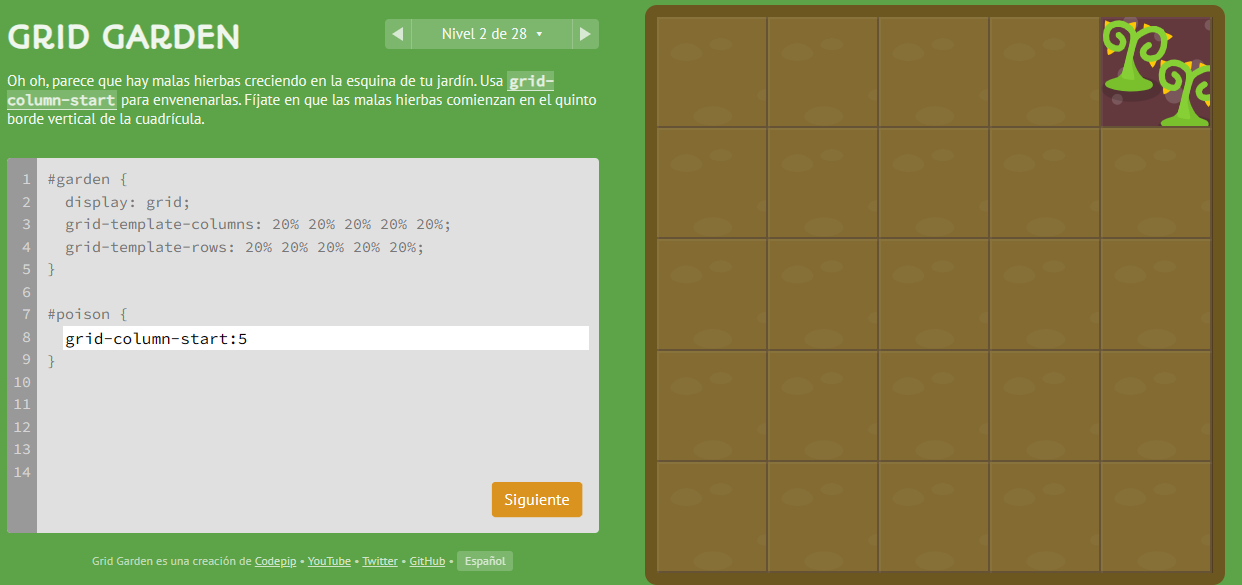 GRID GARDEN
Nivel 2 de 28
Oh oh, parece que hay malas hierbas creciendo en la esquina de tu jardín. Usa grid-
column-start para envenenarlas. Fíjate en que las malas hierbas comienzan en el quinto
borde vertical de la cuadrícula.
1 #garden {
2 display: grid;
3 grid-template-columns: 20% 20% 20% 20% 20%;
4 grid-template-rows: 20% 20% 20% 20% 20%;
5 }
6
7 #poison {
8 grid-column-start:5
9 }
10
11
12
13
14
Siguiente
Grid Garden es una creación de Codepip • YouTube • Twitter • GitHub • Español